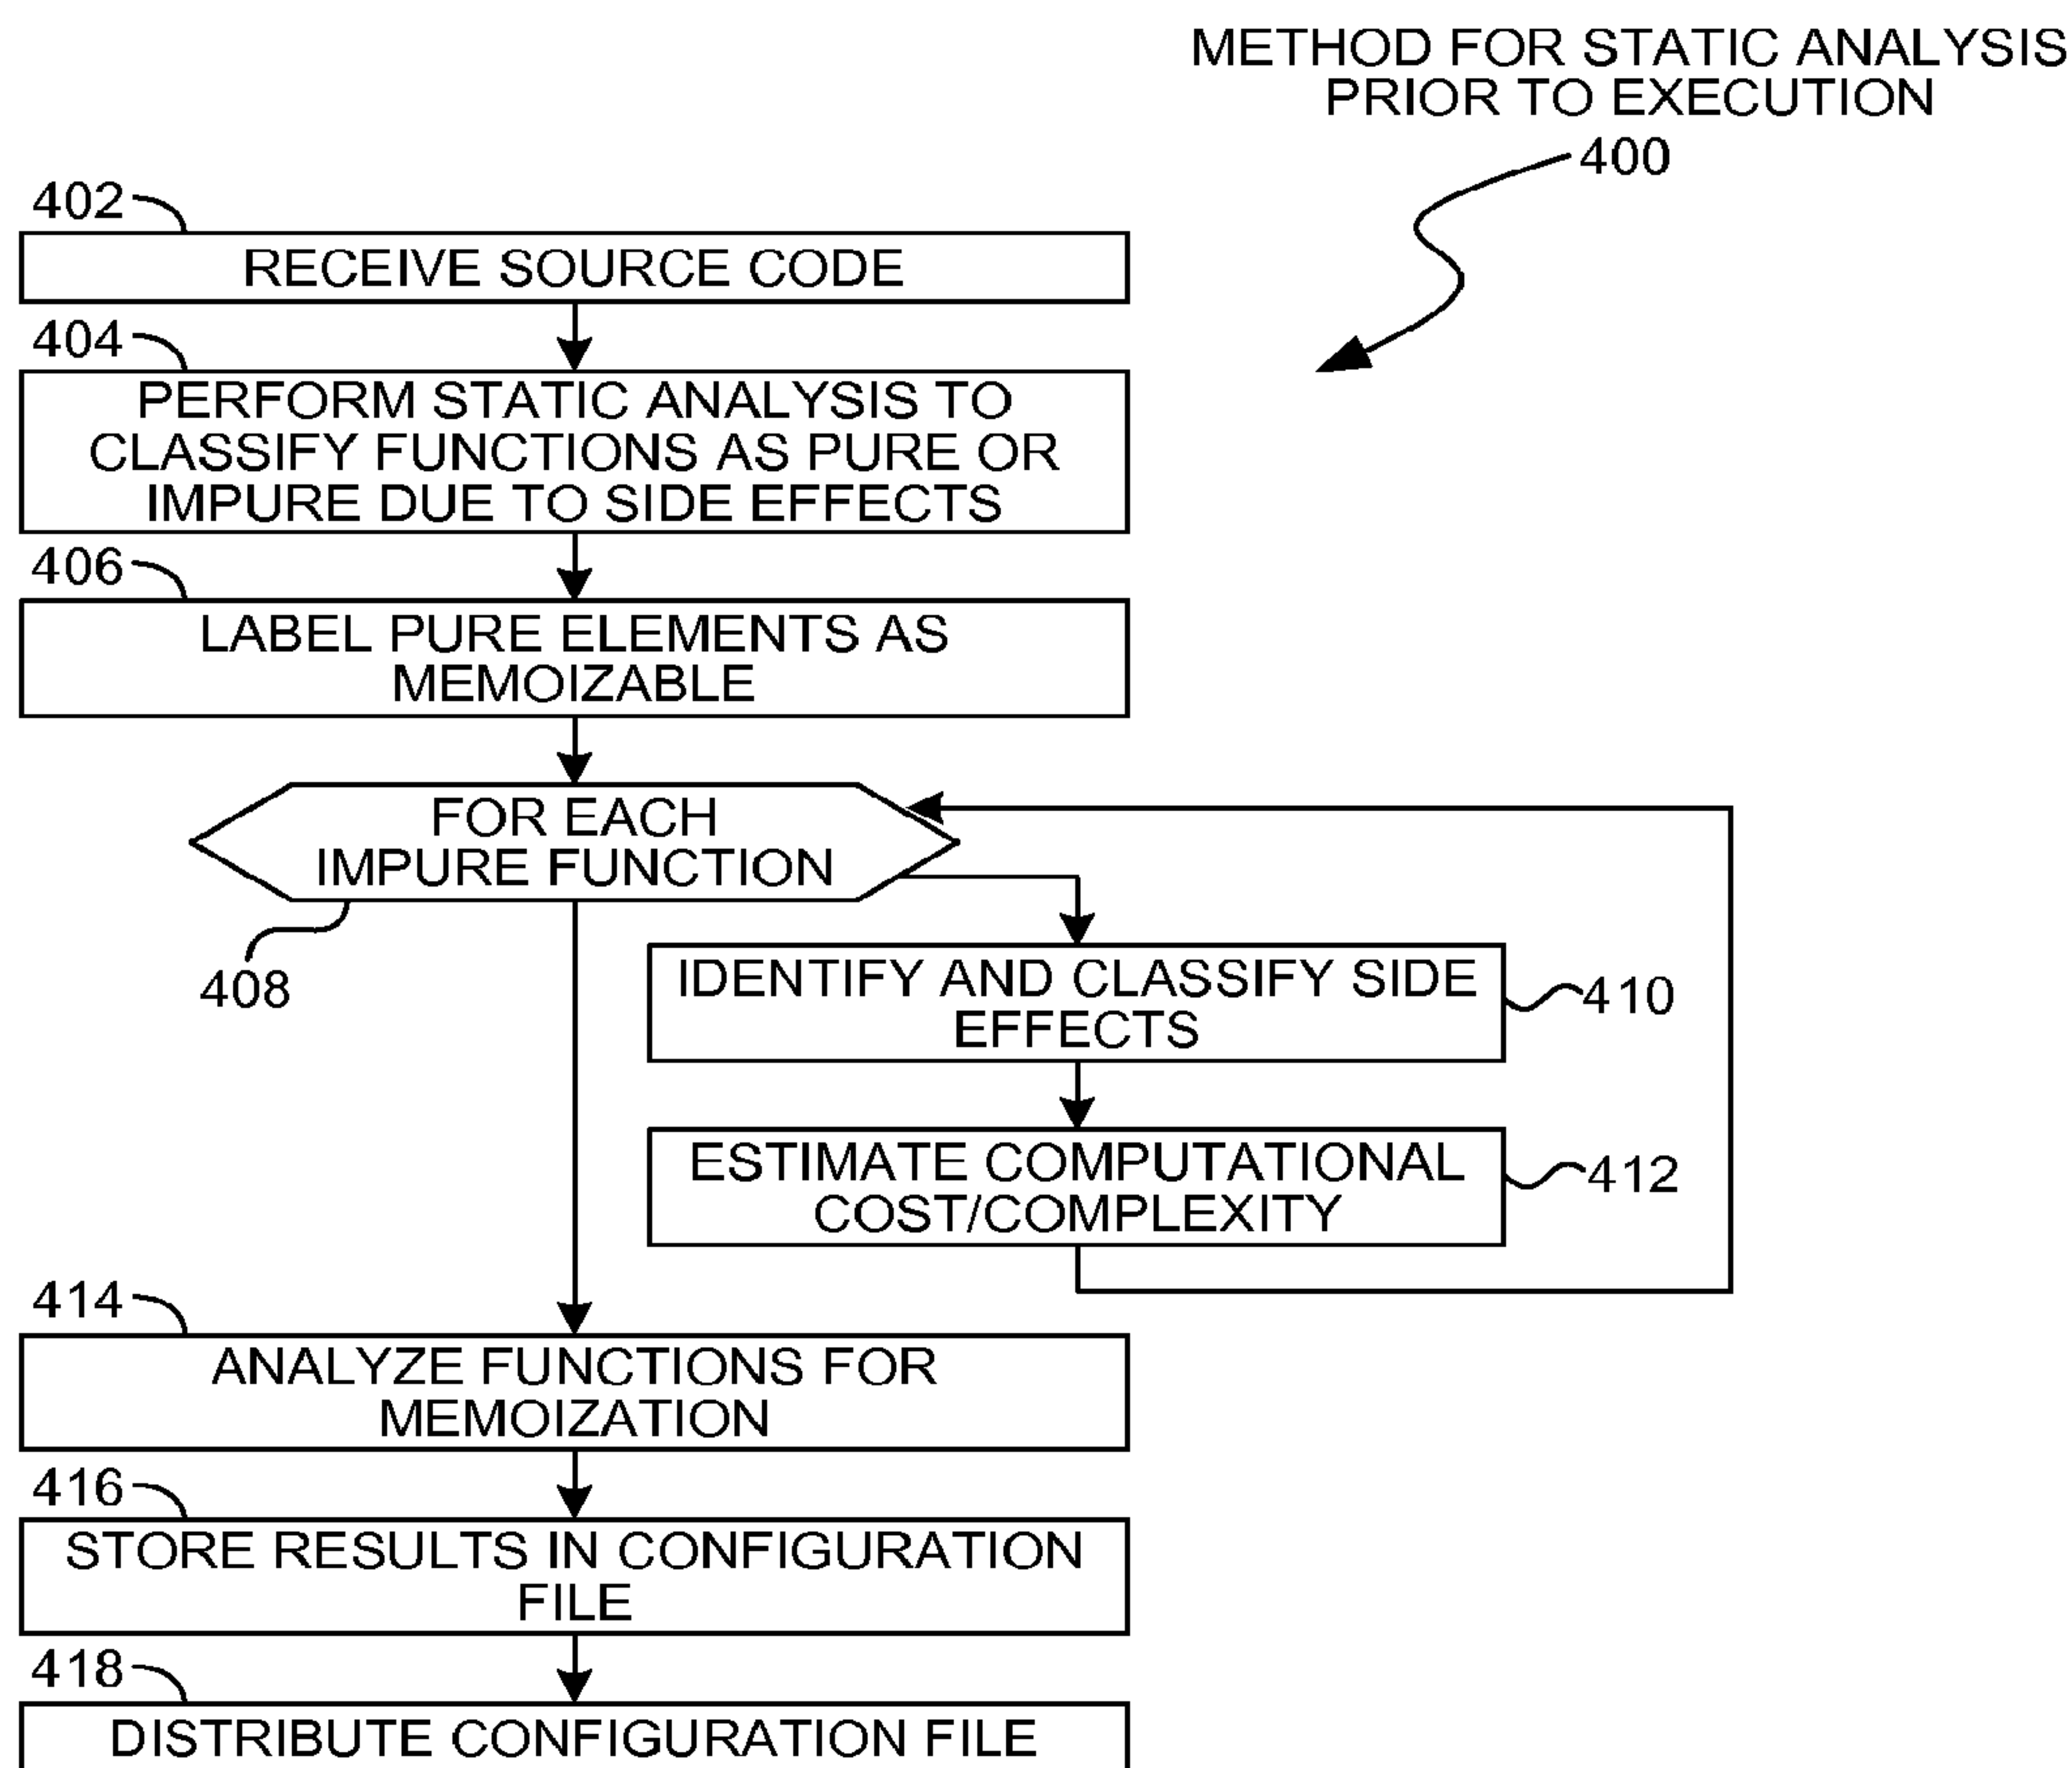 METHOD FOR STATIC ANALYSIS
PRIOR TO EXECUTION
400
402
RECEIVE SOURCE CODE
404
PERFORM STATIC ANALYSIS TO
CLASSIFY FUNCTIONS AS PURE OR
IMPURE DUE TO SIDE EFFECTS
406
LABEL PURE ELEMENTS AS
MEMOIZABLE
FOR EACH
IMPURE FUNCTION
408
IDENTIFY AND CLASSIFY SIDE
EFFECTS
410
ESTIMATE COMPUTATIONAL
COST/COMPLEXITY
412
414
ANALYZE FUNCTIONS FOR
MEMOIZATION
416
STORE RESULTS IN CONFIGURATION
FILE
418
DISTRIBUTE CONFIGURATION FILE